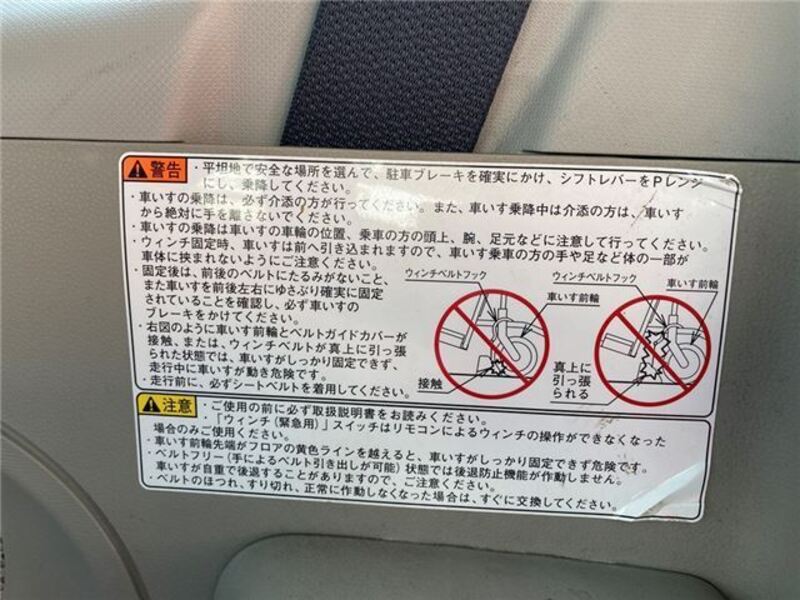 警告
・平坦地で安全な場所を選んで、駐車ブレーキを確実にかけ、シフトレバーをPレンジ
にし、乗降してください。
・車いすの乗降は、必ず介添の方が行ってください。また、車いす乗降中は介添の方は、車いす
から絶対に手を離さないでください。
・車いすの乗降は車いすの車輪の位置、乗車の方の頭上、腕、足元などに注意して行ってください。
・ウィンチ固定時、車いすは前へ引き込まれますので、車いす乗車の方の手や足など体の一部が
車体に挟まれないようにご注意ください。
・固定後は、前後のベルトにたるみがないこと、
また車いすを前後左右にゆさぶり確実に固定
されていることを確認し、必ず車いすの
ブレーキをかけてください。
・右図のように車いす前輪とベルトガイドカバーが
接触、または、ウィンチベルトが真上に引っ張
られた状態では、車いすがしっかり固定できず、
走行中に車いすが動き危険です。
・走行前に、必ずシートベルトを着用してください。
ウィンチベルトフック
車いす前輪
接触
ウィンチベルトフック
車いす前輪
真上に
引っ張
られる
注意
・ご使用の前に必ず取扱説明書をお読みください。
・「ウィンチ(緊急用)」スイッチはリモコンによるウィンチの操作ができなくなった
場合のみご使用ください。
・車いす前輪先端がフロアの黄色ラインを越えると、車いすがしっかり固定できず危険です。
・ベルトフリー(手によるベルト引き出しが可能)状態では後退防止機能が作動しません。
車いすが自重で後退することがありますので、ご注意ください。
・ベルトのほつれ、すり切れ、正常に作動しなくなった場合は、すぐに交換してください。